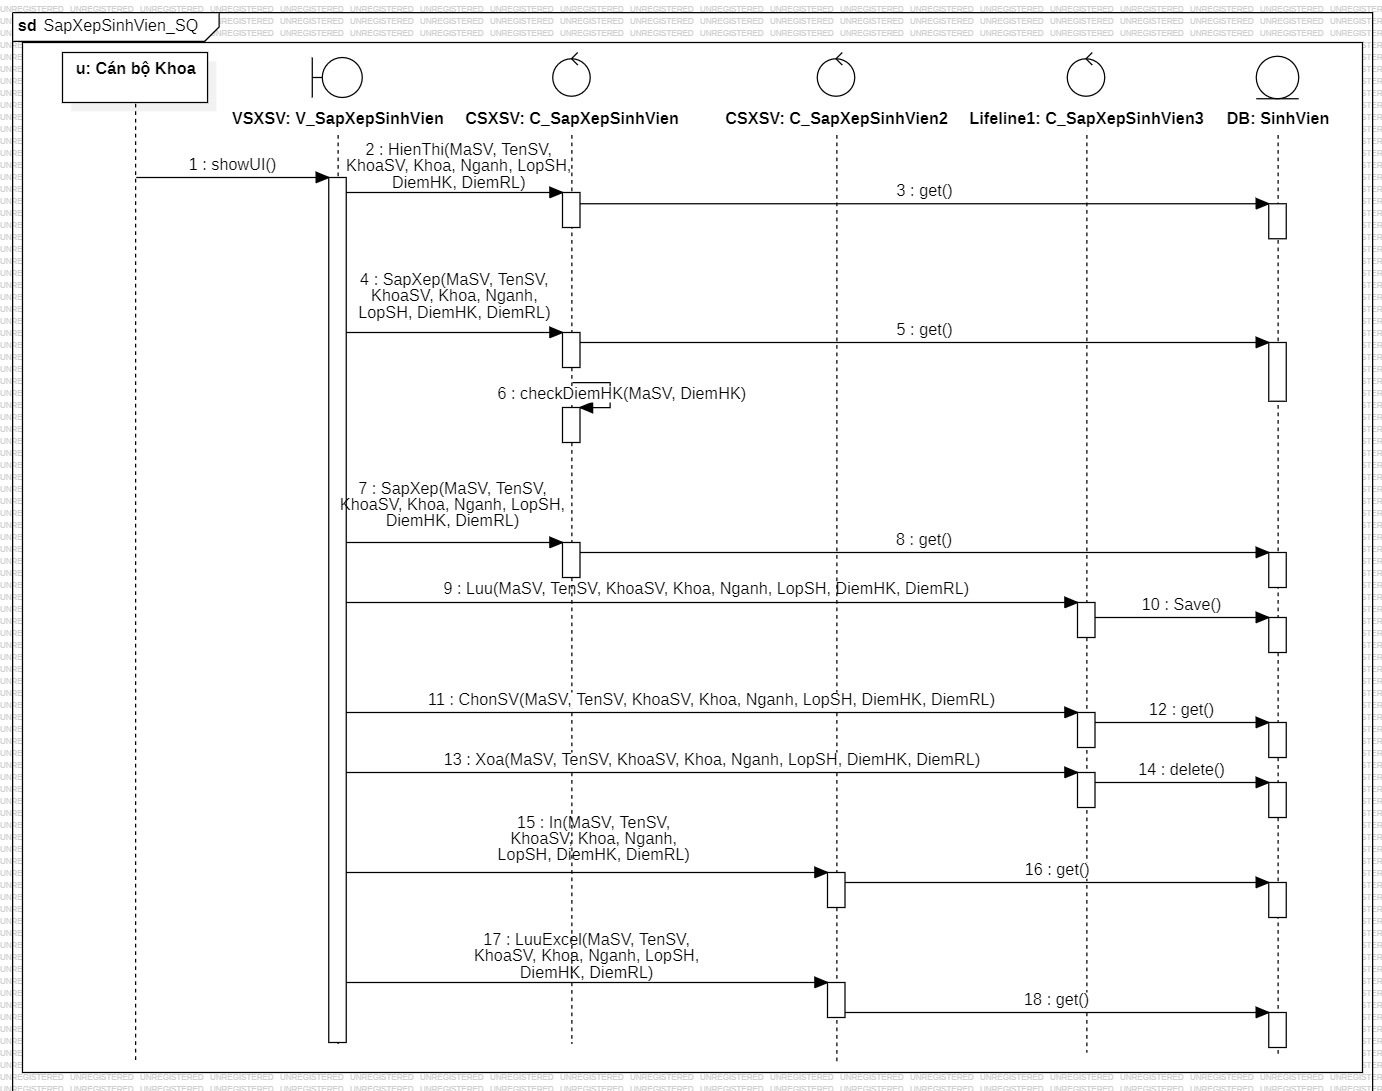 sd SapXepSinhVien_SQ
u: Cán bộ Khoa
VSXSV: V_SapXepSinhVien
CSXSV: C_SapXepSinhVien
CSXSV: C_SapXepSinhVien2
Lifeline1: C_SapXepSinhVien3
DB: SinhVien
1 : showUI()
2 : HienThi(MaSV, TenSV,
KhoaSV, Khoa, Nganh, LopSH,
DiemHK, DiemRL)
3 : get()
4 : SapXep(MaSV, TenSV,
KhoaSV, Khoa, Nganh,
LopSH, DiemHK, DiemRL)
5 : get()
6 : checkDiemHK(MaSV, DiemHK)
7 : SapXep(MaSV, TenSV,
KhoaSV, Khoa, Nganh, LopSH,
DiemHK, DiemRL)
8 : get()
9 : Luu(MaSV, TenSV, KhoaSV, Khoa, Nganh, LopSH, DiemHK, DiemRL)
10 : Save()
11 : ChonSV(MaSV, TenSV, KhoaSV, Khoa, Nganh, LopSH, DiemHK, DiemRL)
12 : get()
13 : Xoa(MaSV, TenSV, KhoaSV, Khoa, Nganh, LopSH, DiemHK, DiemRL)
14 : delete()
15 : In(MaSV, TenSV,
KhoaSV, Khoa, Nganh,
LopSH, DiemHK, DiemRL)
16 : get()
17 : LuuExcel(MaSV, TenSV,
KhoaSV, Khoa, Nganh, LopSH,
DiemHK, DiemRL)
18 : get()